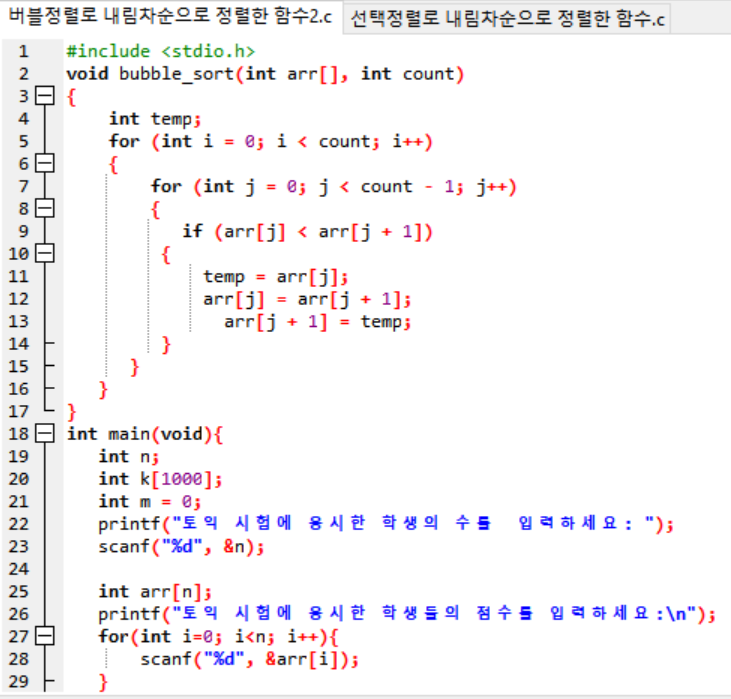 버블정렬로 내림차순으로 정렬한 함수2.c 선택정렬로 내림차순으로 정렬한 함수.c
1 #include <stdio.h>
2 void bubble_sort(int arr[], int count)
3 {
4 int temp;
5 for (int i = 0; i < count; i++)
6 {
7 for (int j = 0; j < count - 1; j++)
8 {
9 if (arr[j] < arr[j + 1])
10 {
11 temp = arr[j];
12 arr[j] = arr[j + 1];
13 arr[j + 1] = temp;
14 }
15 }
16 }
17 }
18 int main(void){
19 int n;
20 int k[1000];
21 int m = 0;
22 printf("토익 시험에 응시한 학생의 수를 입력하세요: ");
23 scanf("%d", &n);
24
25 int arr[n];
26 printf("토익 시험에 응시한 학생들의 점수를 입력하세요:\n");
27 for(int i=0; i<n; i++){
28 scanf("%d", &arr[i]);
29 }